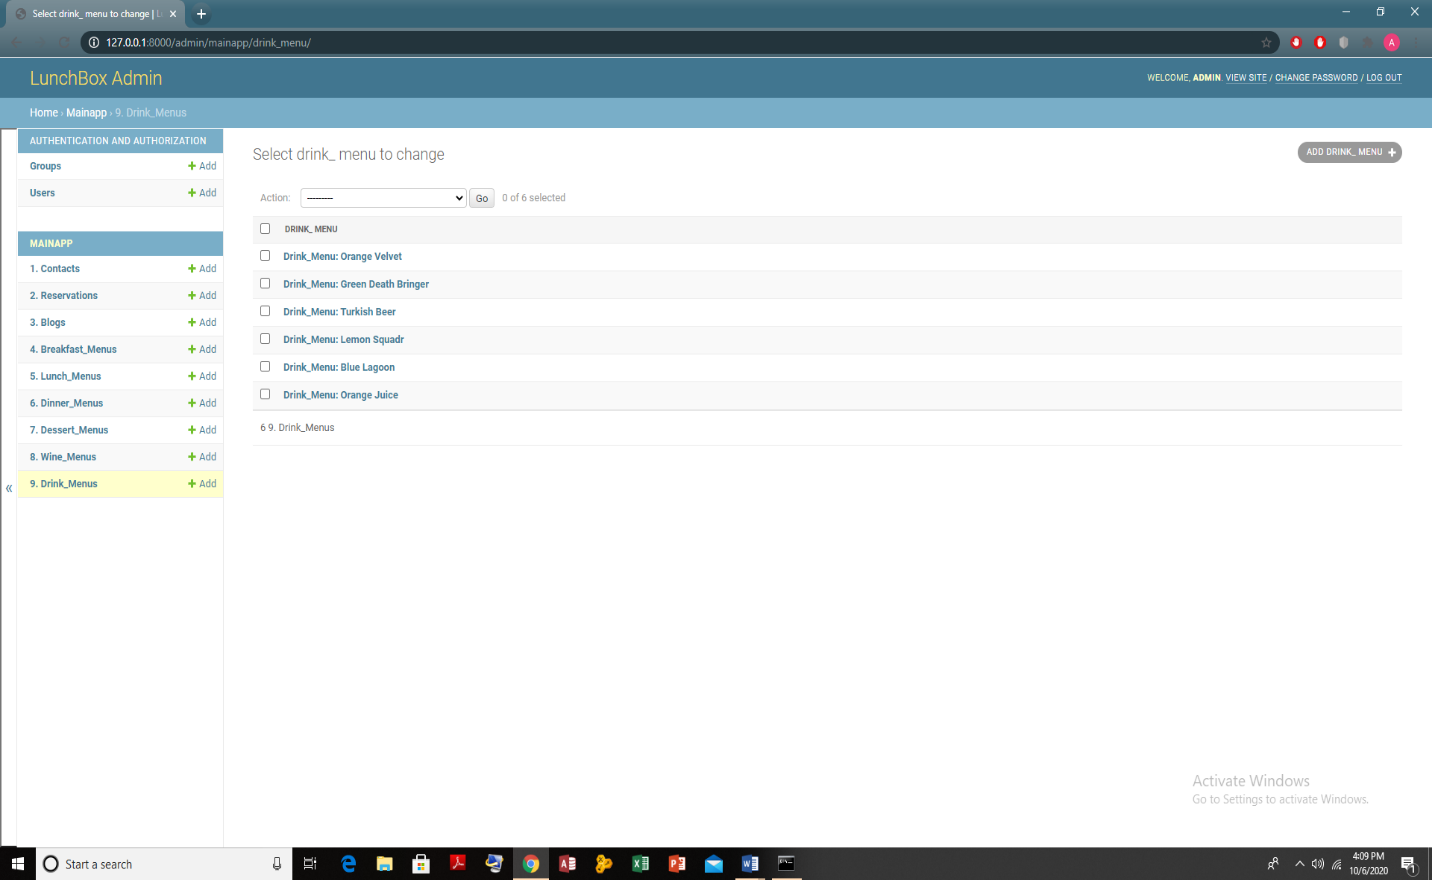 Select drink_ menu to change | L
127.0.0.1:8000/admin/mainapp/drink_menu/
A
LunchBox Admin
WELCOME, ADMIN. VIEW SITE / CHANGE PASSWORD / LOG OUT
Home › Mainapp › 9. Drink_Menus
AUTHENTICATION AND AUTHORIZATION
Groups + Add
Users + Add
MAINAPP
1. Contacts + Add
2. Reservations + Add
3. Blogs + Add
4. Breakfast_Menus + Add
5. Lunch_Menus + Add
6. Dinner_Menus + Add
7. Dessert_Menus + Add
8. Wine_Menus + Add
9. Drink_Menus + Add
«
Select drink_ menu to change
ADD DRINK_ MENU +
Action: --------- Go 0 of 6 selected
DRINK_ MENU
Drink_Menu: Orange Velvet
Drink_Menu: Green Death Bringer
Drink_Menu: Turkish Beer
Drink_Menu: Lemon Squadr
Drink_Menu: Blue Lagoon
Drink_Menu: Orange Juice
6 9. Drink_Menus
Activate Windows
Go to Settings to activate Windows.
Start a search
4:09 PM
10/6/2020
1